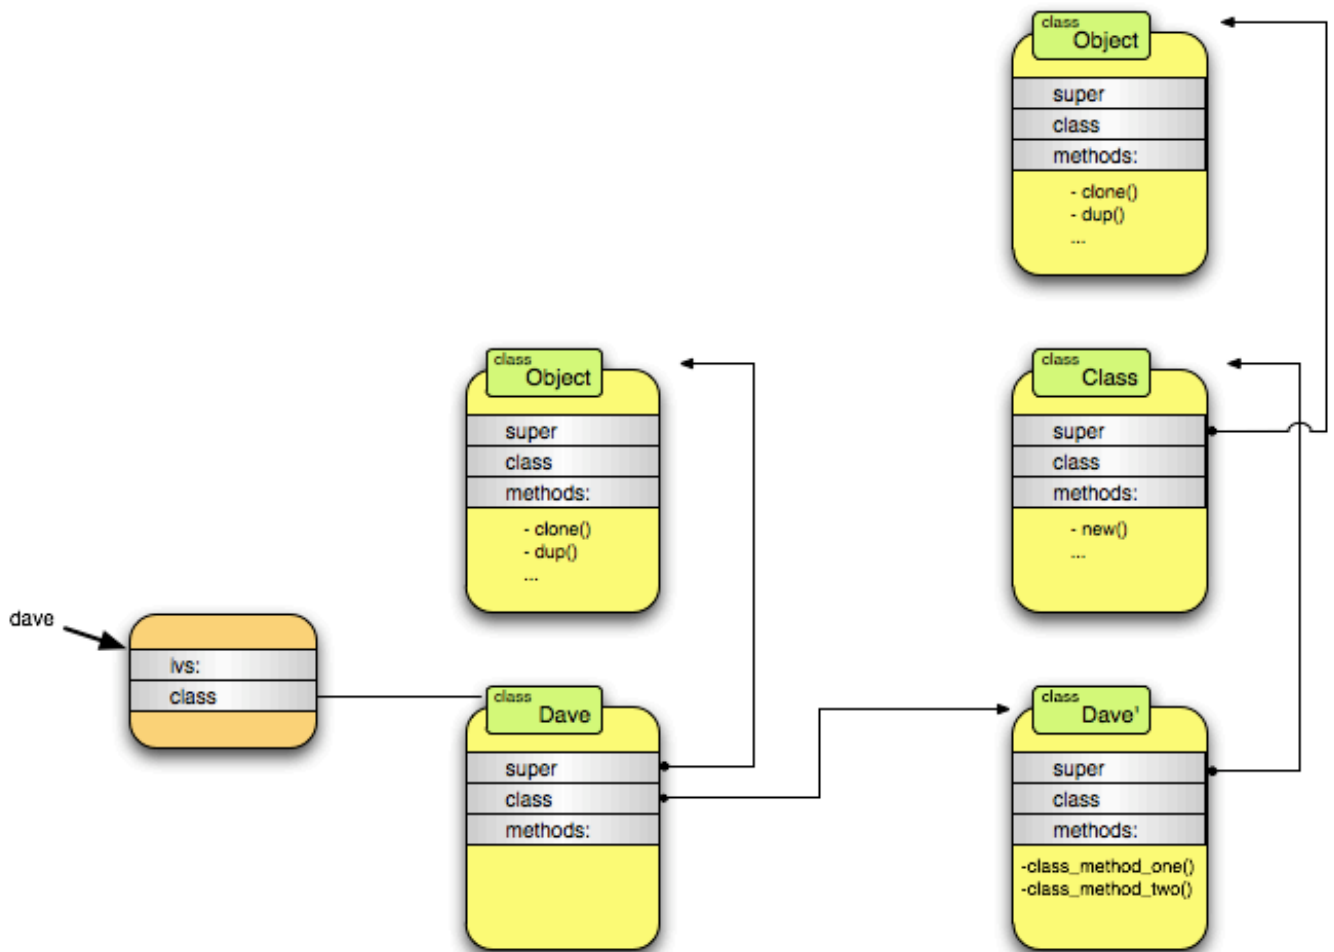 class
Object
super
class
methods:
- clone()
- dup()
...
class
Object
super
class
methods:
- clone()
- dup()
...
class
Class
super
class
methods:
- new()
...
dave
ivs:
class
class
Dave
super
class
methods:
class
Dave'
super
class
methods:
-class_method_one()
-class_method_two()